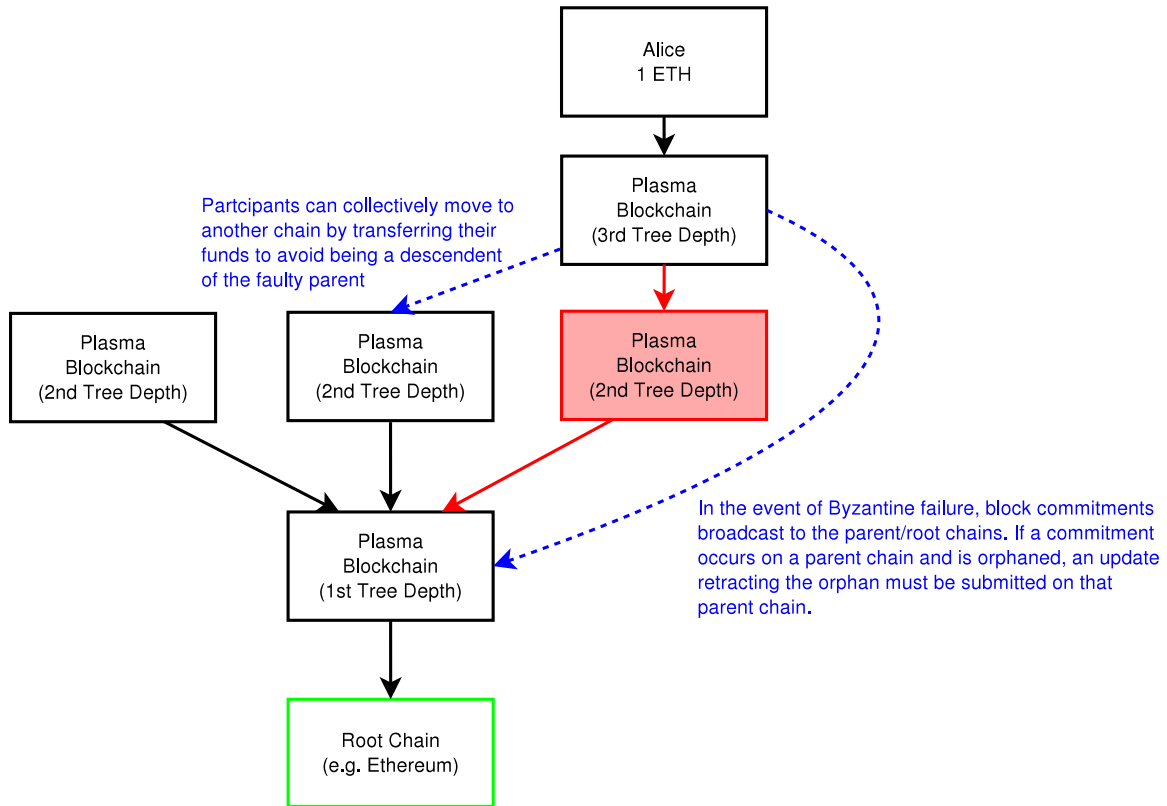 Alice
1 ETH
Plasma
Blockchain
(3rd Tree Depth)
Partcipants can collectively move to
another chain by transferring their
funds to avoid being a descendent
of the faulty parent
Plasma
Blockchain
(2nd Tree Depth)
Plasma
Blockchain
(2nd Tree Depth)
Plasma
Blockchain
(2nd Tree Depth)
In the event of Byzantine failure, block commitments
broadcast to the parent/root chains. If a commitment
occurs on a parent chain and is orphaned, an update
retracting the orphan must be submitted on that
parent chain.
Plasma
Blockchain
(1st Tree Depth)
Root Chain
(e.g. Ethereum)